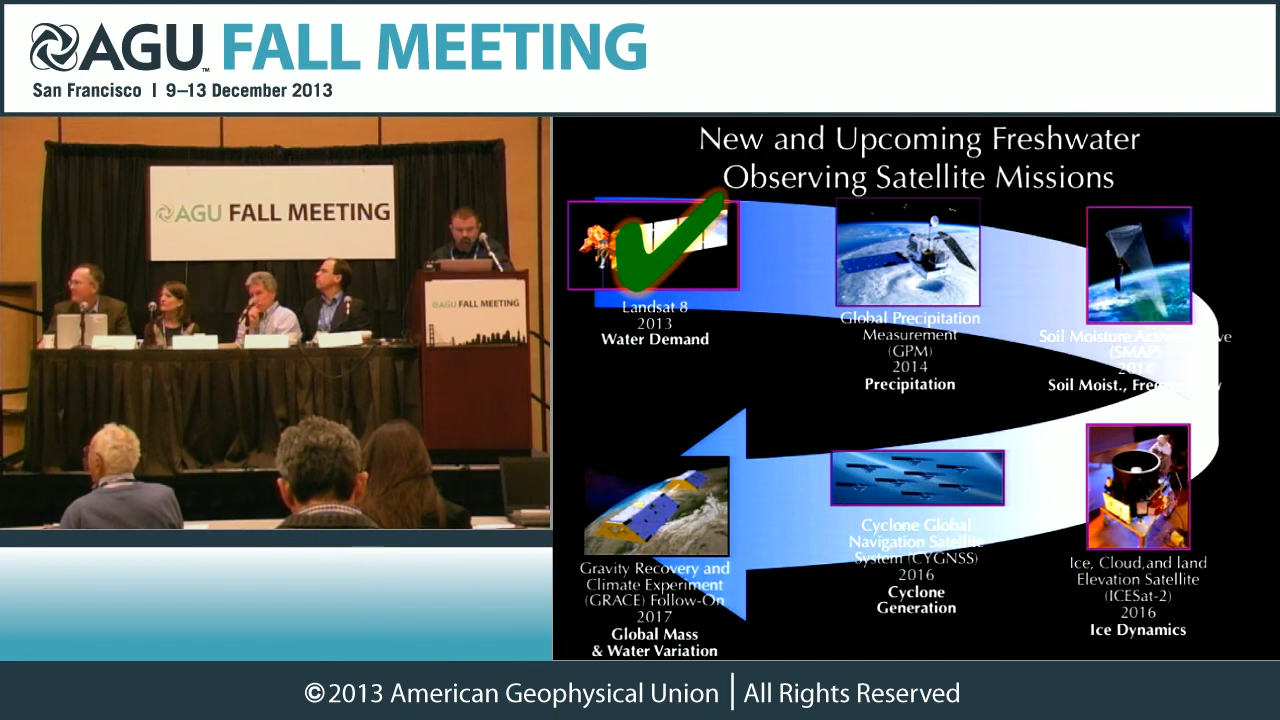 AGU FALL MEETING
San Francisco | 9–13 December 2013
AGU FALL MEETING
AGU FALL MEETING
New and Upcoming Freshwater
Observing Satellite Missions
Landsat 8
2013
Water Demand
Global Precipitation
Measurement
(GPM)
2014
Precipitation
Soil Moisture
(SMAP)
2014
Soil Moist.,
Ice, Cloud,and land
Elevation Satellite
(ICESat-2)
2016
Ice Dynamics
Cyclone Global
Navigation Satellite
System (CYGNSS)
2016
Cyclone
Generation
Gravity Recovery and
Climate Experiment
(GRACE) Follow-On
2017
Global Mass
& Water Variation
©2013 American Geophysical Union | All Rights Reserved